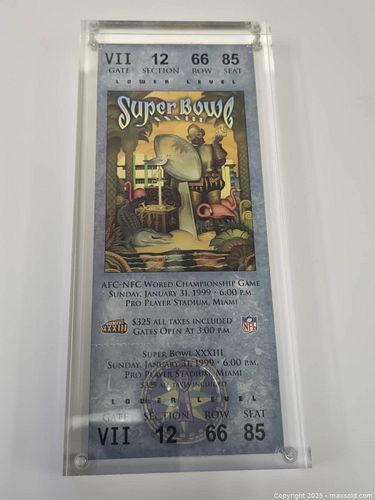 VII 12 66 85
GATE SECTION ROW SEAT
LOWER LEVEL
Super Bowl
XXXIII
AFC-NFC WORLD CHAMPIONSHIP GAME
SUNDAY, JANUARY 31, 1999 • 6:00 P.M.
PRO PLAYER STADIUM, MIAMI
XXXIII
$325 ALL TAXES INCLUDED
GATES OPEN AT 3:00 P.M.
NFL
SUPER BOWL XXXIII
SUNDAY, JANUARY 31, 1999 • 6:00 P.M.
PRO PLAYER STADIUM, MIAMI
$325 ALL TAXES INCLUDED
LOWER LEVEL
GATE SECTION ROW SEAT
VII 12 66 85
Copyright © 2025 - maxsold.com